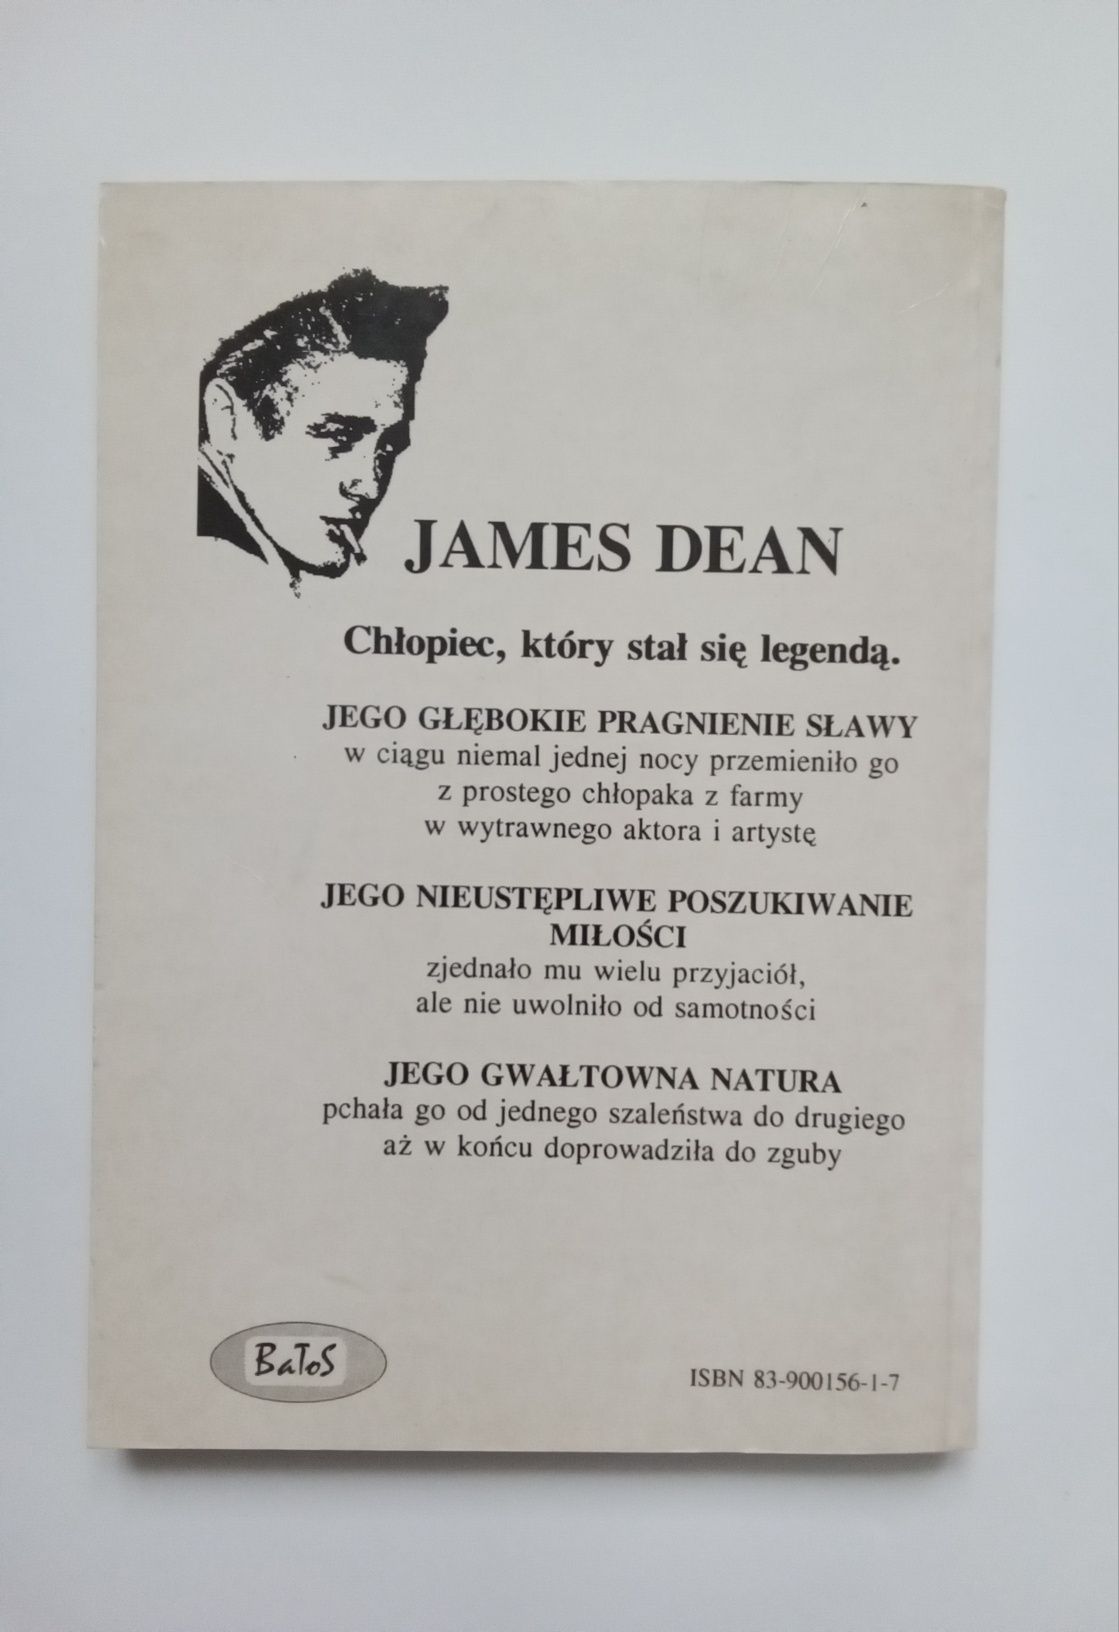 JAMES DEAN
Chłopiec, który stał się legendą.
JEGO GŁĘBOKIE PRAGNIENIE SŁAWY
w ciągu niemal jednej nocy przemieniło go
z prostego chłopaka z farmy
w wytrawnego aktora i artystę
JEGO NIEUSTĘPLIWE POSZUKIWANIE
MIŁOŚCI
zjednało mu wielu przyjaciół,
ale nie uwolniło od samotności
JEGO GWAŁTOWNA NATURA
pchała go od jednego szaleństwa do drugiego
aż w końcu doprowadziła do zguby
BaToS
ISBN 83-900156-1-7